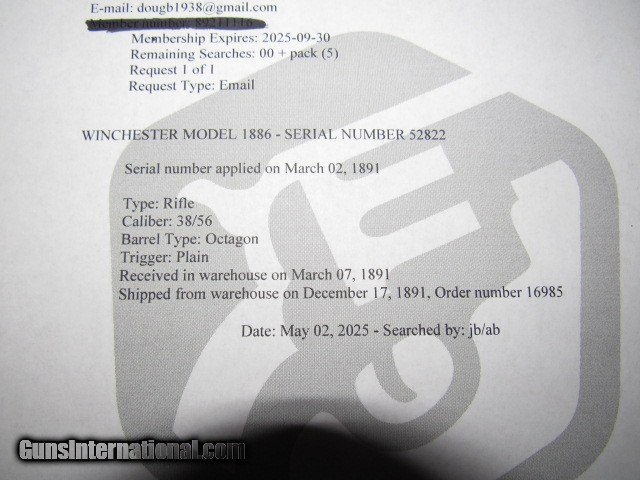 E-mail: dougb1938@gmail.com
Membership Expires: 2025-09-30
Remaining Searches: 00 + pack (5)
Request 1 of 1
Request Type: Email
WINCHESTER MODEL 1886 - SERIAL NUMBER 52822
Serial number applied on March 02, 1891
Type: Rifle
Caliber: 38/56
Barrel Type: Octagon
Trigger: Plain
Received in warehouse on March 07, 1891
Shipped from warehouse on December 17, 1891, Order number 16985
Date: May 02, 2025 - Searched by: jb/ab
GunsInternational.com